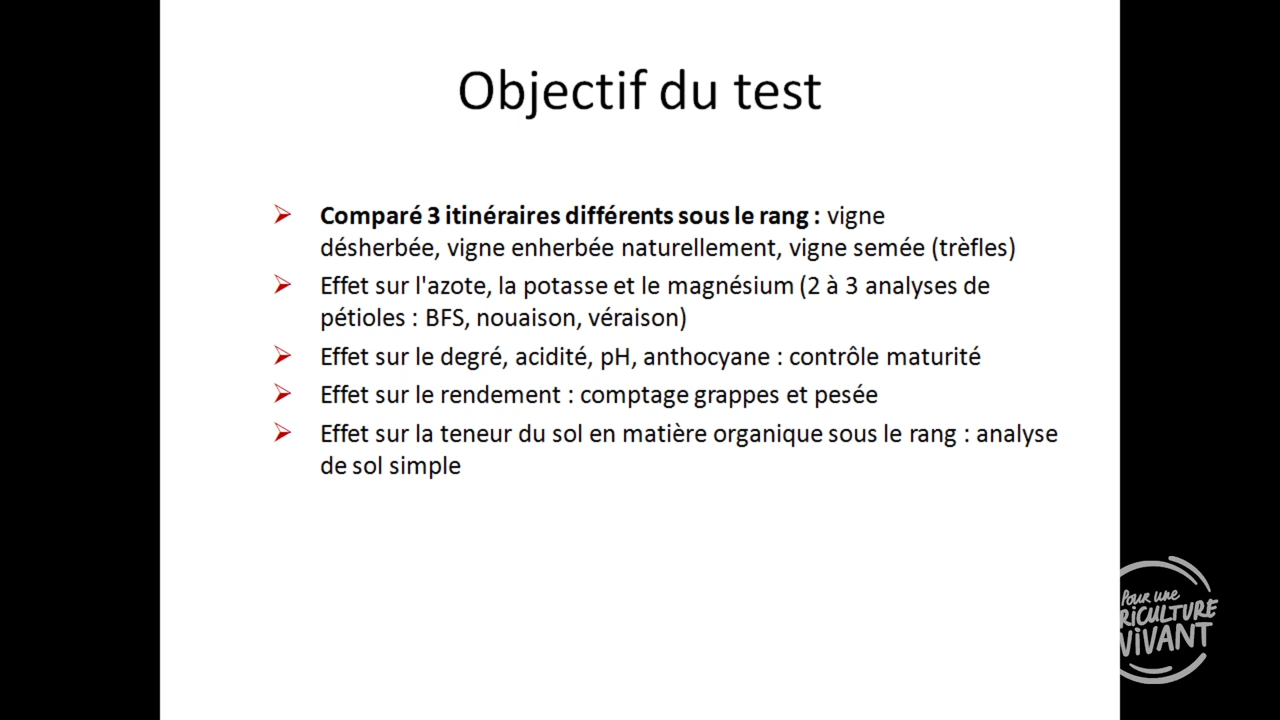 Objectif du test
Comparé 3 itinéraires différents sous le rang : vigne
désherbée, vigne enherbée naturellement, vigne semée (trèfles)
Effet sur l'azote, la potasse et le magnésium (2 à 3 analyses de
pétioles : BFS, nouaison, véraison)
Effet sur le degré, acidité, pH, anthocyane : contrôle maturité
Effet sur le rendement : comptage grappes et pesée
Effet sur la teneur du sol en matière organique sous le rang : analyse
de sol simple
Pour une
RICULTURE
ViVANT